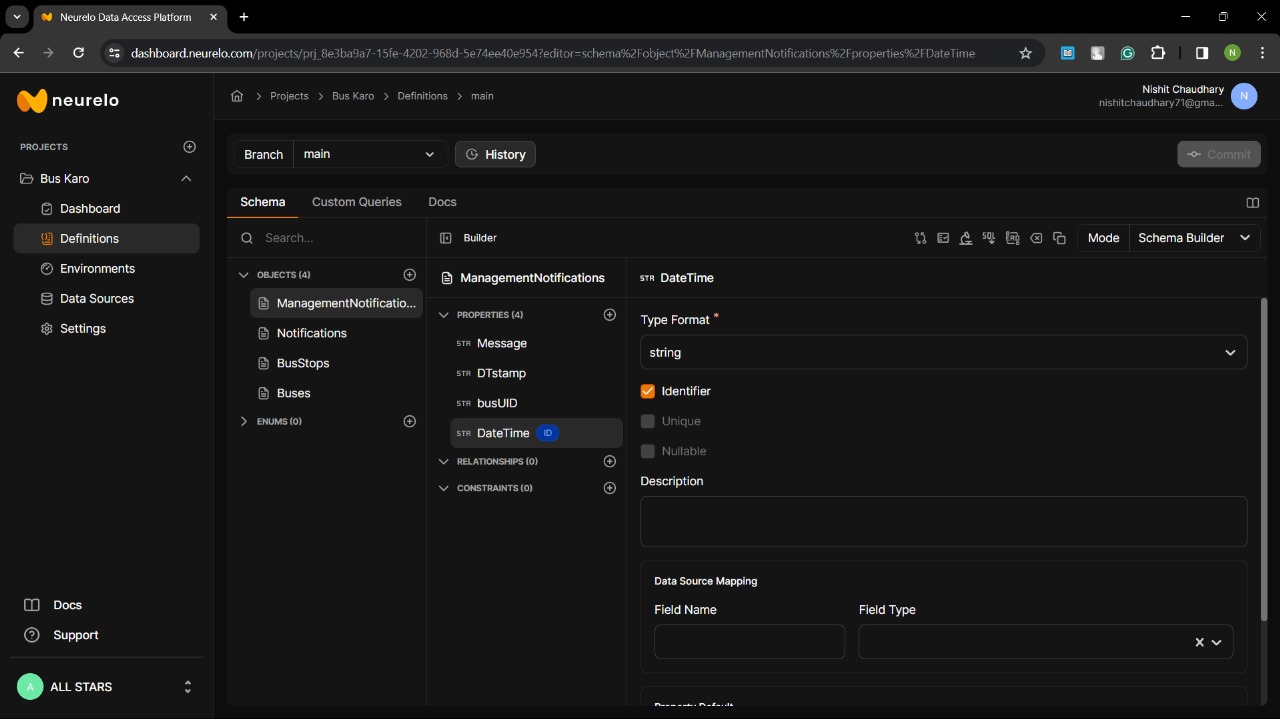 Neurelo Data Access Platform
dashboard.neurelo.com/projects/prj_8e3ba9a7-15fe-4202-968d-5e74ee40e954?editor=schema%2Fobject%2FManagementNotifications%2Fproperties%2FDateTime
N
neurelo
Projects > Bus Karo > Definitions > main
Nishit Chaudhary
nishitchaudhary71@gma...
N
PROJECTS
Bus Karo
Dashboard
Definitions
Environments
Data Sources
Settings
Docs
Support
A
ALL STARS
Branch main
History
Commit
Schema Custom Queries Docs
Search...
OBJECTS (4)
ManagementNotificatio...
Notifications
BusStops
Buses
ENUMS (0)
Builder
SQL
Mode Schema Builder
ManagementNotifications
PROPERTIES (4)
STR Message
STR DTstamp
STR busUID
STR DateTime ID
RELATIONSHIPS (0)
CONSTRAINTS (0)
STR DateTime
Type Format *
string
Identifier
Unique
Nullable
Description
Data Source Mapping
Field Name Field Type
Property Default